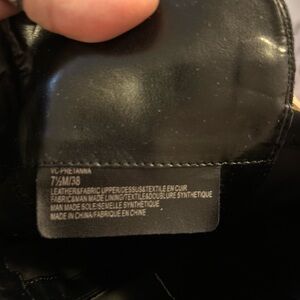 VC-PRETANNA
7½M/38
LEATHER&FABRIC UPPER/DESSUS&TEXTILE EN CUIR
FABRIC&MAN MADE LINING/TEXTILE&DOUBLURE SYNTHETIQUE
MAN MADE SOLE/SEMELLE SYNTHETIQUE
MADE IN CHINA/FABRIQUE EN CHINE